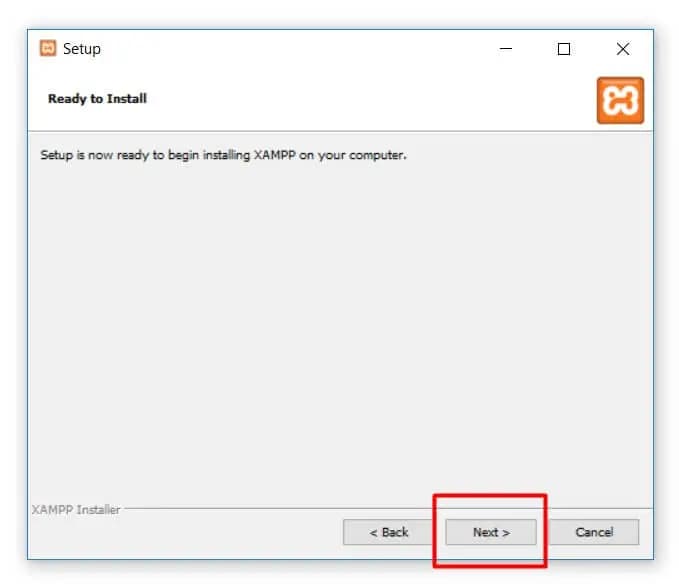 Setup
Ready to Install
Setup is now ready to begin installing XAMPP on your computer.
XAMPP Installer
< Back
Next >
Cancel